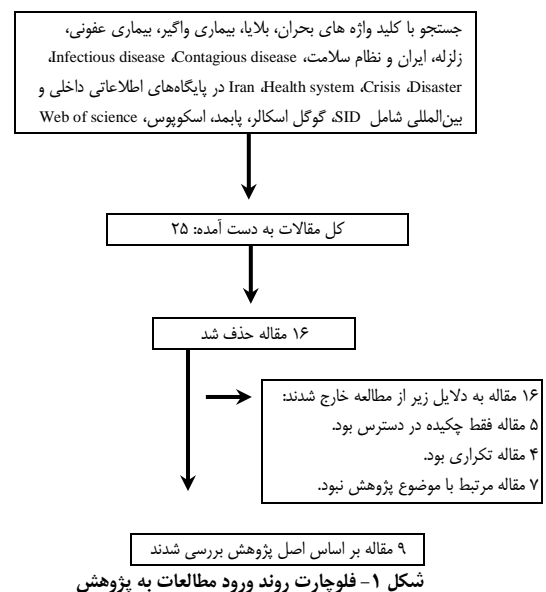 جستجو با کلید واژه های بحران، بلایا، بیماری واگیر، بیماری عفونی،
زلزله، ایران و نظام سلامت، Contagious disease، Infectious disease،
Disaster، Crisis، Health system، Iran در پایگاه‌های اطلاعاتی داخلی و
بین‌المللی شامل SID، گوگل اسکالر، پابمد، اسکوپوس، Web of science
کل مقالات به دست آمده: ۲۵
۱۶ مقاله حذف شد
۱۶ مقاله به دلایل زیر از مطالعه خارج شدند:
۵ مقاله فقط چکیده در دسترس بود.
۴ مقاله تکراری بود.
۷ مقاله مرتبط با موضوع پژوهش نبود.
۹ مقاله بر اساس اصل پژوهش بررسی شدند
شکل ۱- فلوچارت روند ورود مطالعات به پژوهش